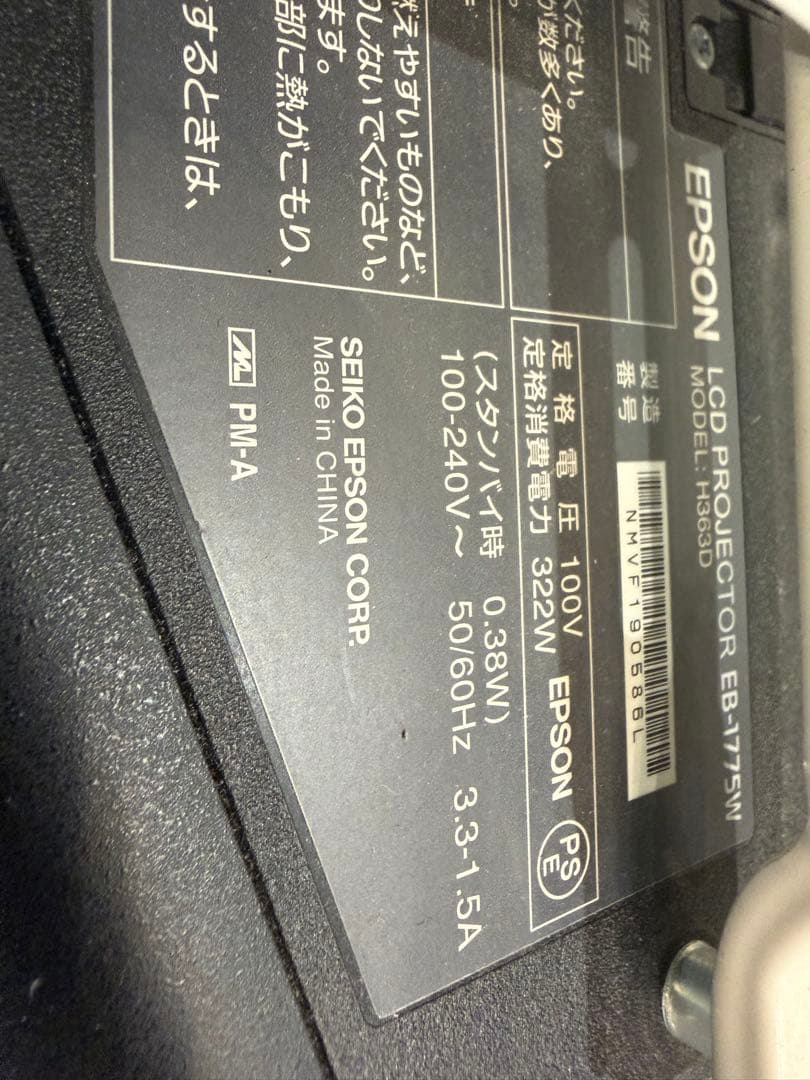 EPSON LCD PROJECTOR EB-1775W
MODEL: H363D
製造
番号
NMVF190586L
定格電圧 100V
定格消費電力 322W
EPSON
PS
E
(スタンバイ時 0.38W)
100-240V～ 50/60Hz 3.3-1.5A
SEIKO EPSON CORP.
Made in CHINA
PM-A
ください。
が数多くあり、
えやすいものなど、
しないでください。
ます。
部に熱がこもり、
するときは、